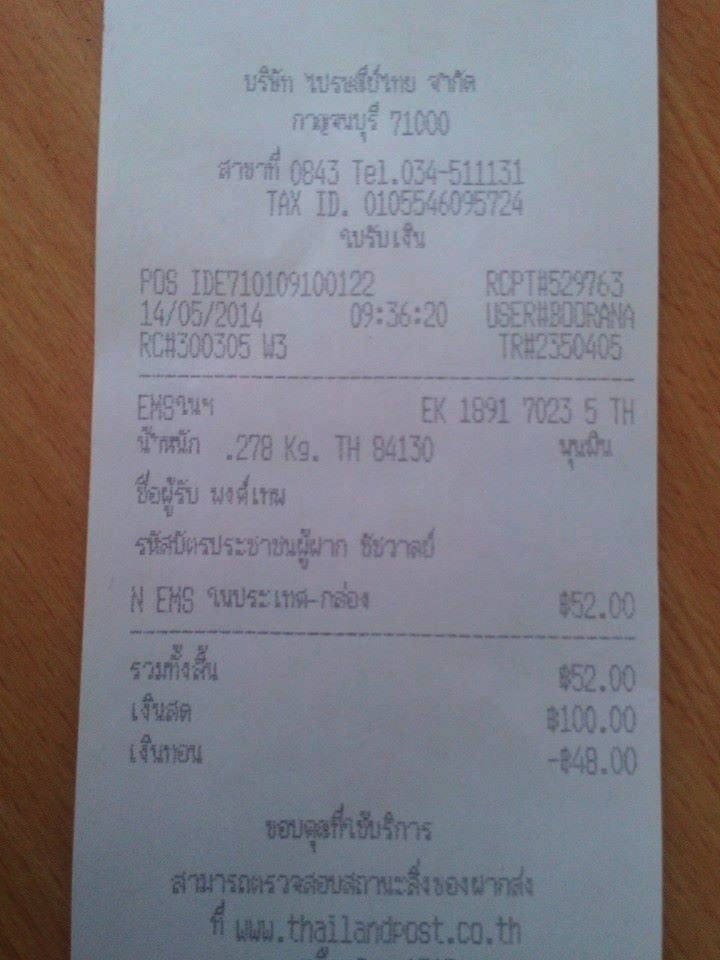 บริษัท ไปรษณีย์ไทย จำกัด
กาญจนบุรี 71000
สาขาที่ 0843 Tel.034-511131
TAX ID. 0105546095724
ใบรับเงิน
POS IDE710109100122 RCPT#529763
14/05/2014 09:36:20 USER#BOORANA
RC#300305 W3 TR#2350405
EMSในฯ EK 1891 7023 5 TH
น้ำหนัก .278 Kg. TH 84130 พุนพิน
ชื่อผู้รับ พงศ์เทพ
รหัสบัตรประชาชนผู้ฝาก ชัชวาลย์
N EMS ในประเทศ-กล่อง ฿52.00
รวมทั้งสิ้น ฿52.00
เงินสด ฿100.00
เงินทอน -฿48.00
ขอบคุณที่ใช้บริการ
สามารถตรวจสอบสถานะสิ่งของฝากส่ง
ที่ www.thailandpost.co.th